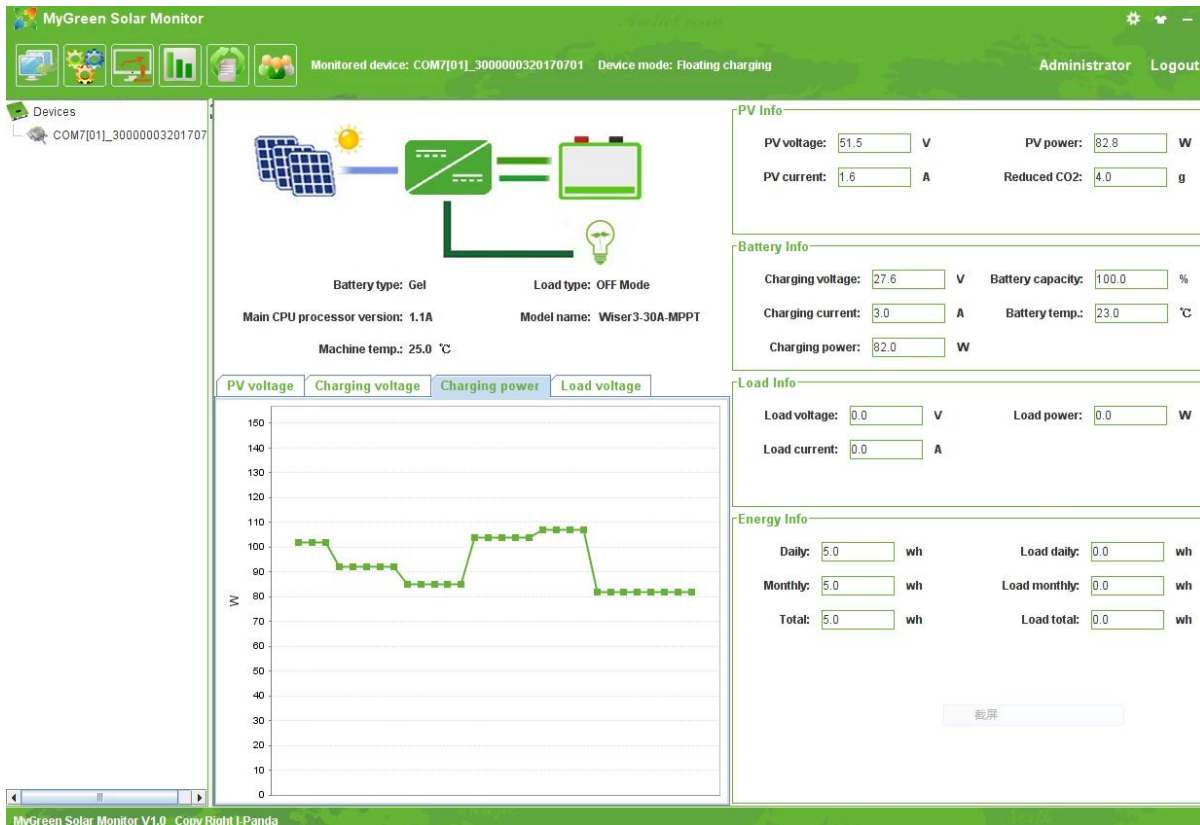 MyGreen Solar Monitor
Monitored device: COM7[01]_3000000320170701 Device mode: Floating charging
Administrator Logout
Devices
COM7[01]_30000003201707
Battery type: Gel Load type: OFF Mode
Main CPU processor version: 1.1A Model name: Wiser3-30A-MPPT
Machine temp.: 25.0 ℃
PV voltage Charging voltage Charging power Load voltage
150
140
130
120
110
100
90
80
70
60
50
40
30
20
10
0
W
PV Info
PV voltage: 51.5 V PV power: 82.8 W
PV current: 1.6 A Reduced CO2: 4.0 g
Battery Info
Charging voltage: 27.6 V Battery capacity: 100.0 %
Charging current: 3.0 A Battery temp.: 23.0 ℃
Charging power: 82.0 W
Load Info
Load voltage: 0.0 V Load power: 0.0 W
Load current: 0.0 A
Energy Info
Daily: 5.0 wh Load daily: 0.0 wh
Monthly: 5.0 wh Load monthly: 0.0 wh
Total: 5.0 wh Load total: 0.0 wh
截屏
MyGreen Solar Monitor V1.0 Copy Right I-Panda